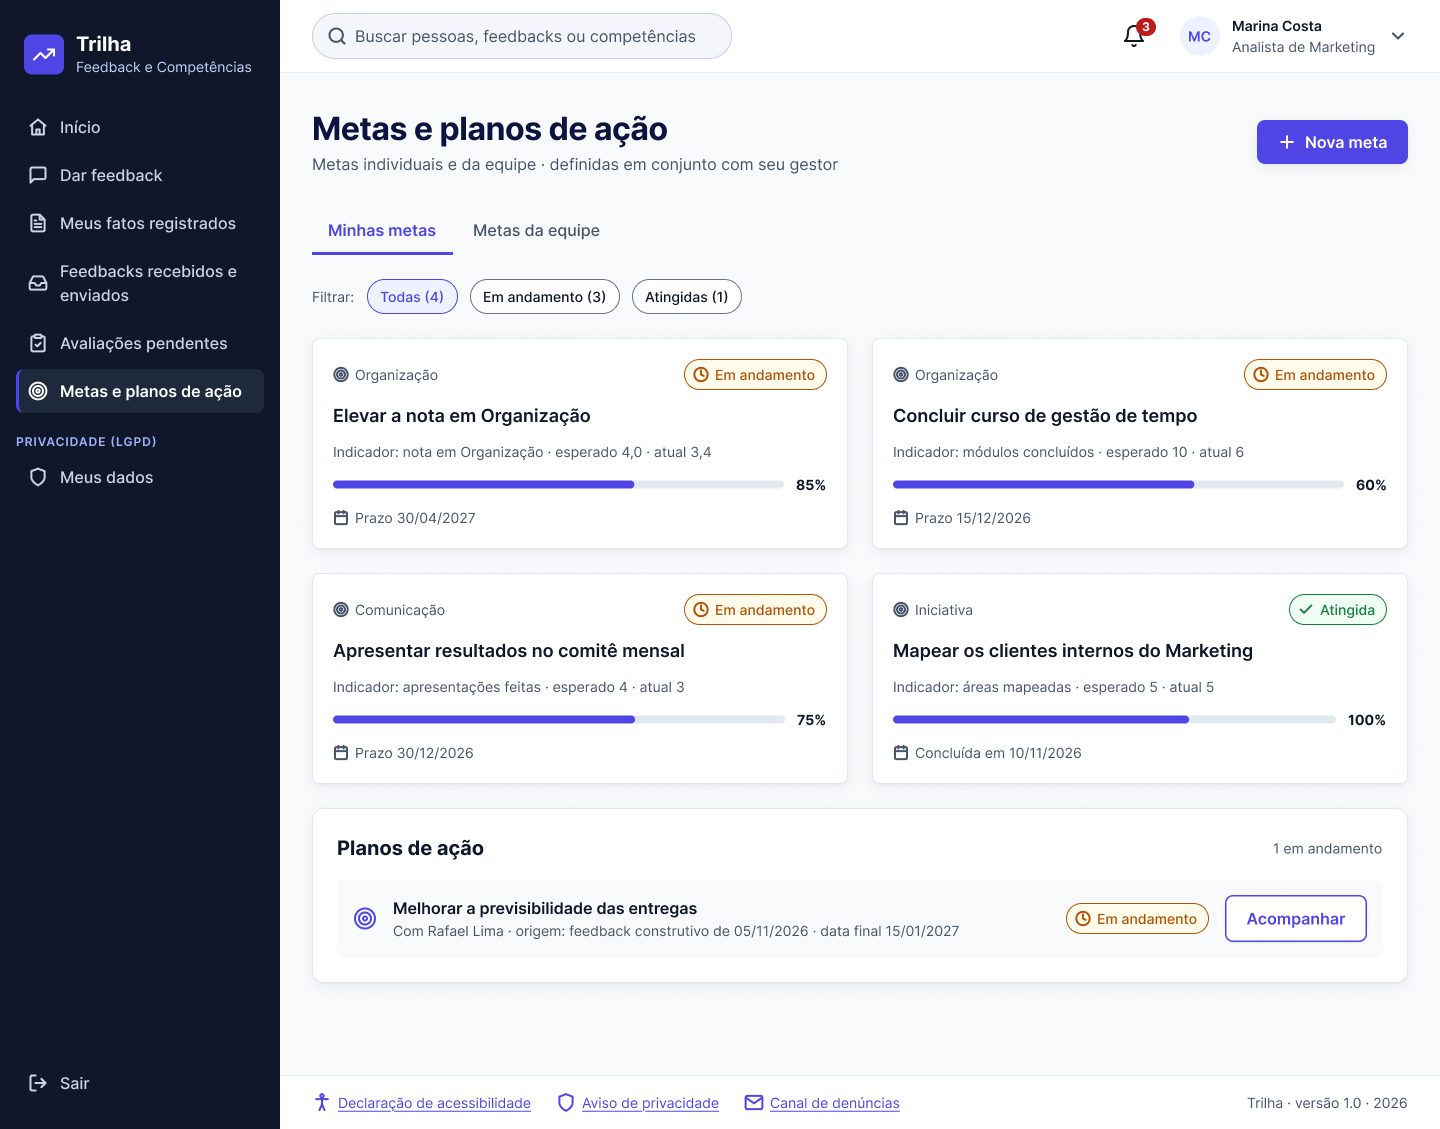 Trilha
Feedback e Competências
Início
Dar feedback
Meus fatos registrados
Feedbacks recebidos e
enviados
Avaliações pendentes
Metas e planos de ação
PRIVACIDADE (LGPD)
Meus dados
Sair
Buscar pessoas, feedbacks ou competências
3
MC
Marina Costa
Analista de Marketing
Metas e planos de ação
Metas individuais e da equipe · definidas em conjunto com seu gestor
Nova meta
Minhas metas
Metas da equipe
Filtrar:
Todas (4)
Em andamento (3)
Atingidas (1)
Organização
Em andamento
Elevar a nota em Organização
Indicador: nota em Organização · esperado 4,0 · atual 3,4
85%
Prazo 30/04/2027
Organização
Em andamento
Concluir curso de gestão de tempo
Indicador: módulos concluídos · esperado 10 · atual 6
60%
Prazo 15/12/2026
Comunicação
Em andamento
Apresentar resultados no comitê mensal
Indicador: apresentações feitas · esperado 4 · atual 3
75%
Prazo 30/12/2026
Iniciativa
Atingida
Mapear os clientes internos do Marketing
Indicador: áreas mapeadas · esperado 5 · atual 5
100%
Concluída em 10/11/2026
Planos de ação
1 em andamento
Melhorar a previsibilidade das entregas
Com Rafael Lima · origem: feedback construtivo de 05/11/2026 · data final 15/01/2027
Em andamento
Acompanhar
Declaração de acessibilidade
Aviso de privacidade
Canal de denúncias
Trilha · versão 1.0 · 2026